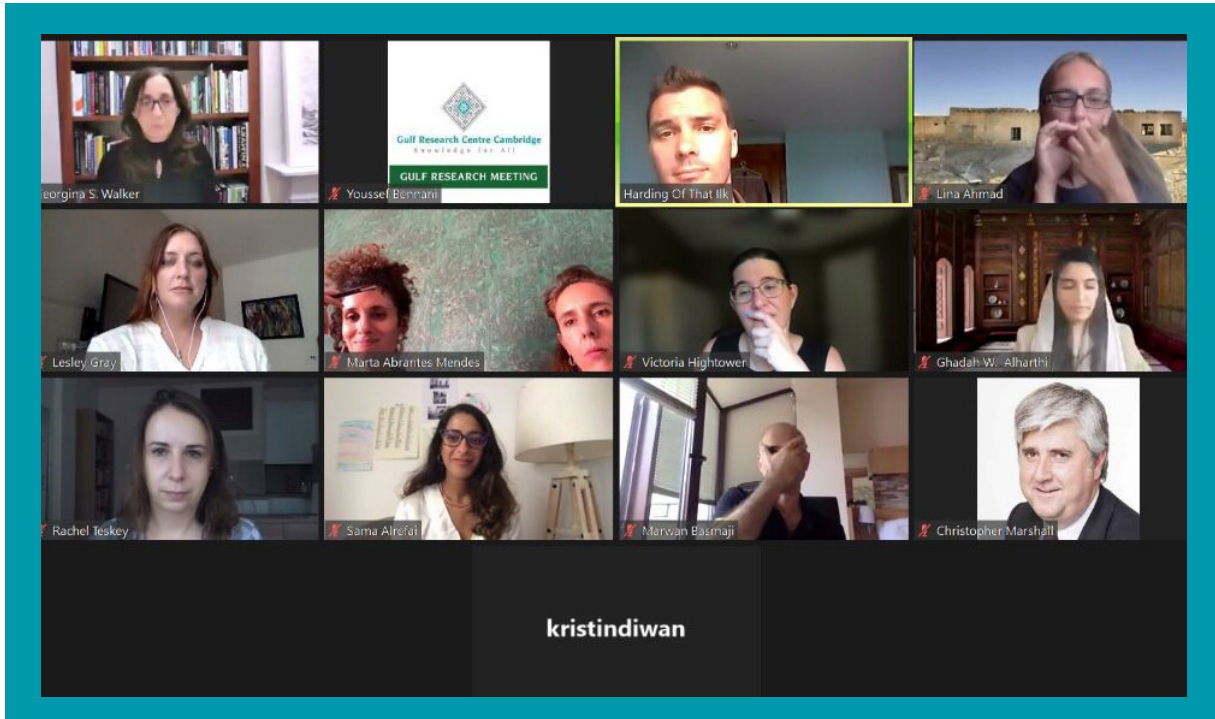 eorgina S. Walker
Gulf Research Centre Cambridge
Knowledge for All
GULF RESEARCH MEETING
Youssef Bennani
Harding Of That Ilk
Lina Ahmad
Lesley Gray
Marta Abrantes Mendes
Victoria Hightower
Ghadah W. Alharthi
Rachel Teskey
Sama Alrefai
Marwan Basmaji
Christopher Marshall
kristindiwan